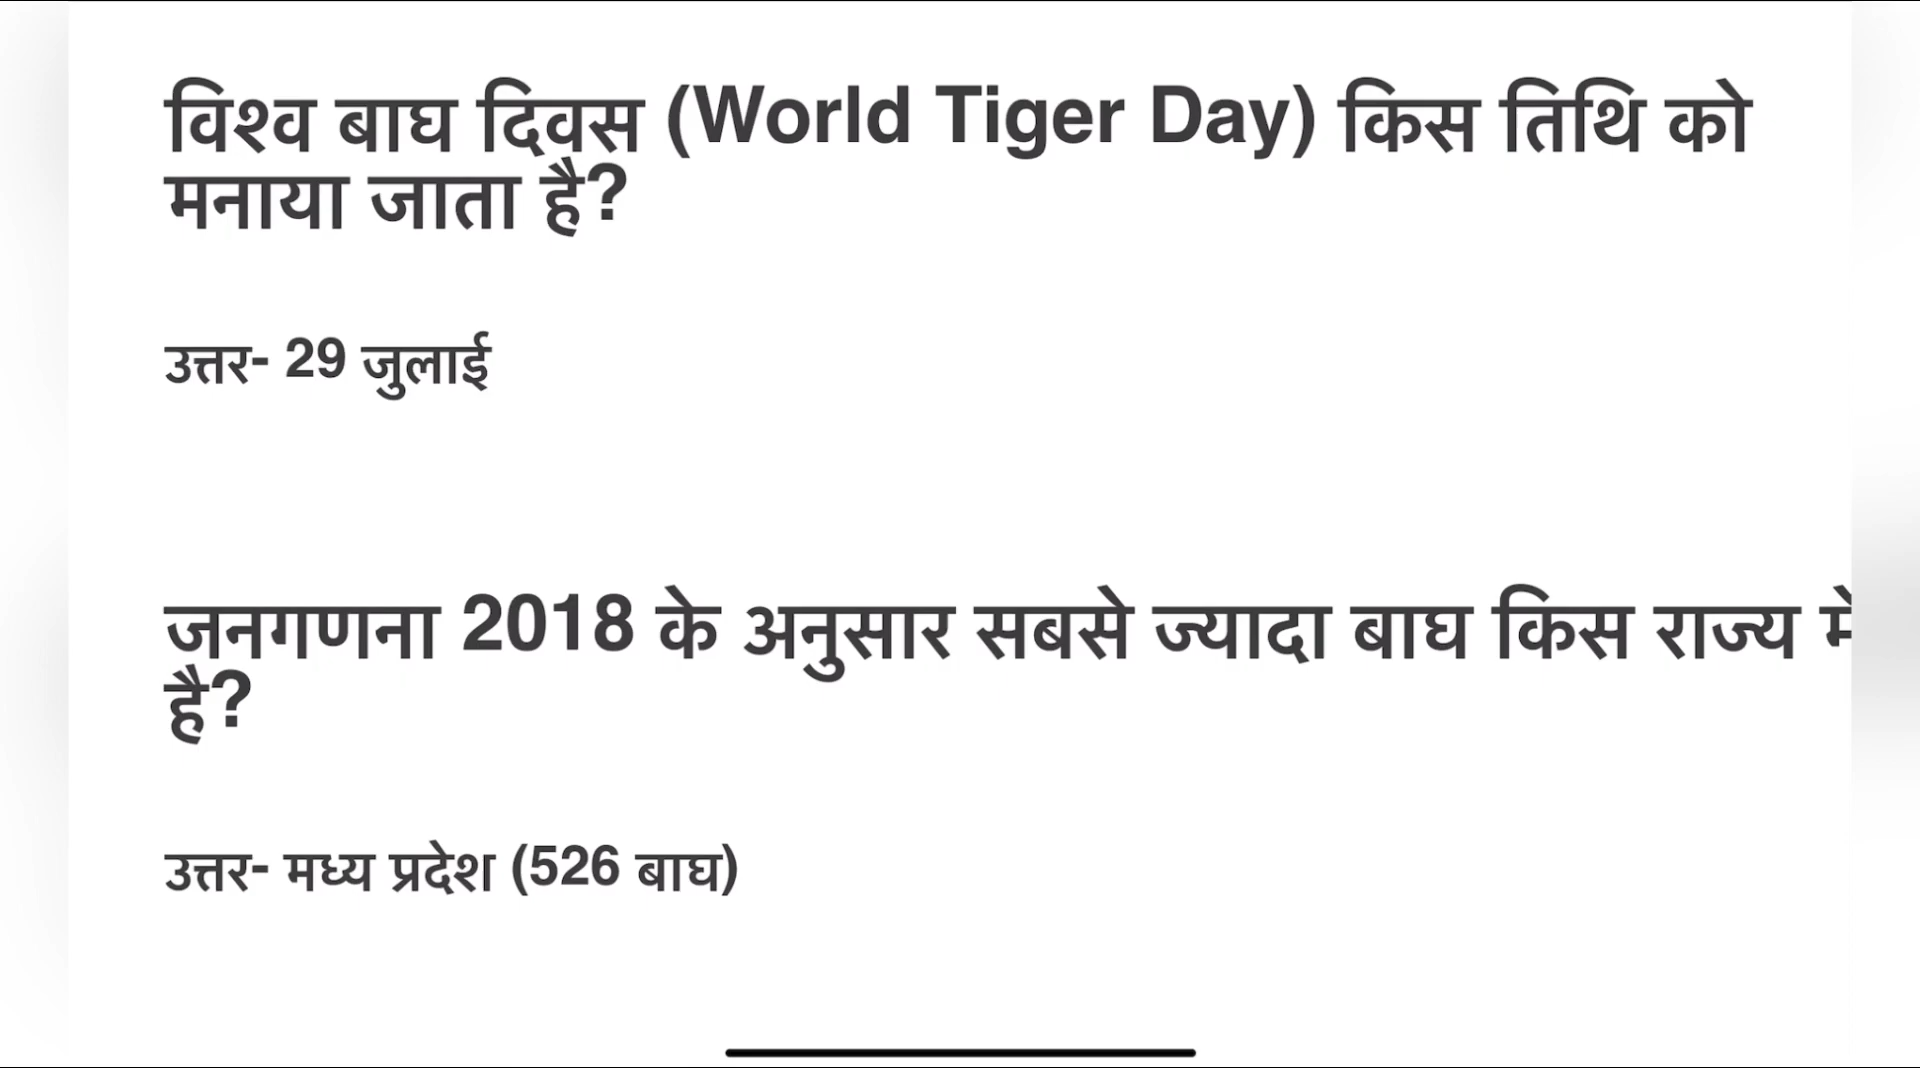 विश्व बाघ दिवस (World Tiger Day) किस तिथि को
मनाया जाता है?
उत्तर- 29 जुलाई
जनगणना 2018 के अनुसार सबसे ज्यादा बाघ किस राज्य में
है?
उत्तर- मध्य प्रदेश (526 बाघ)